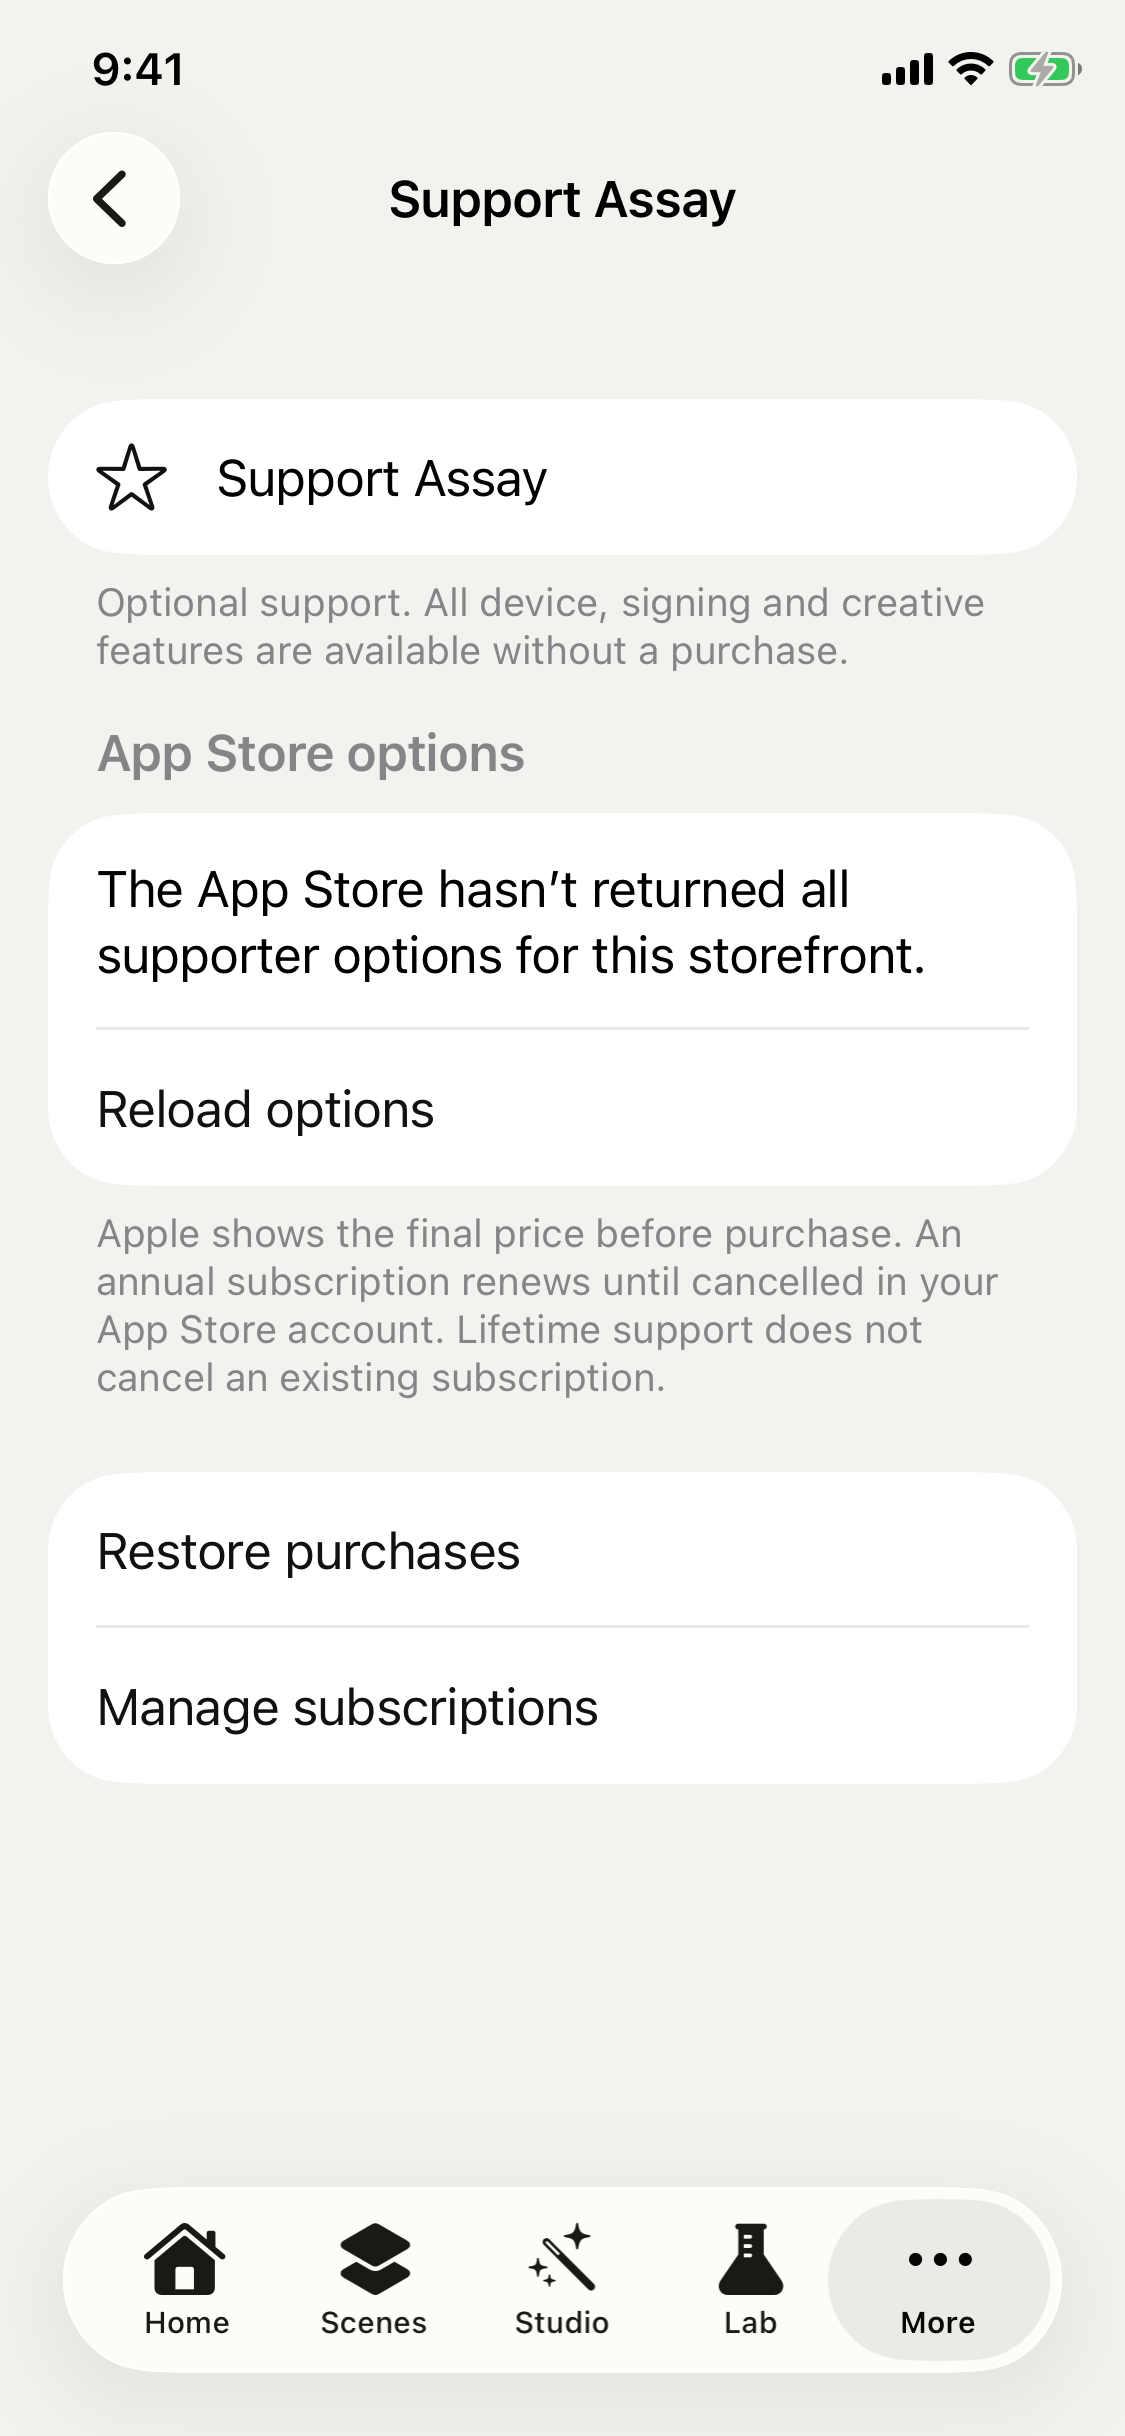 9:41
Support Assay
Support Assay
Optional support. All device, signing and creative
features are available without a purchase.
App Store options
The App Store hasn’t returned all
supporter options for this storefront.
Reload options
Apple shows the final price before purchase. An
annual subscription renews until cancelled in your
App Store account. Lifetime support does not
cancel an existing subscription.
Restore purchases
Manage subscriptions
Home
Scenes
Studio
Lab
More